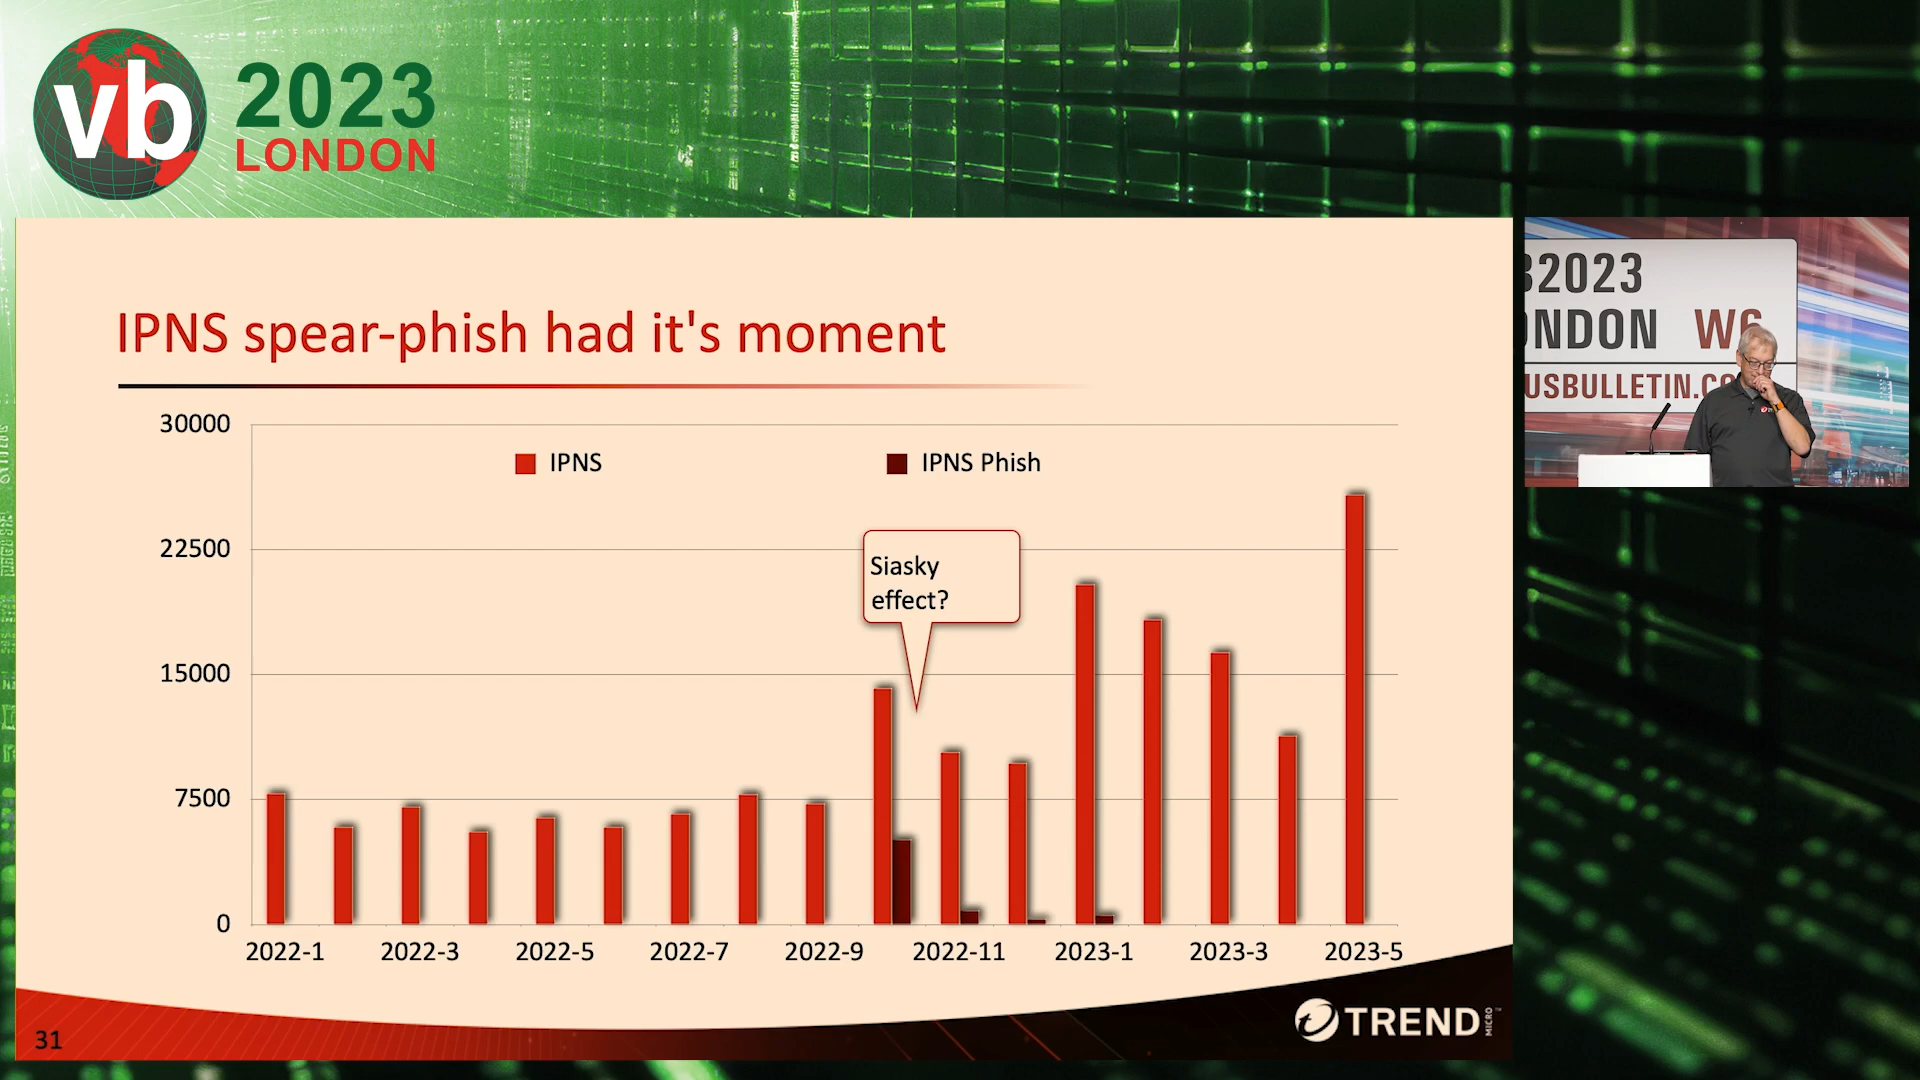 vb 2023
LONDON
IPNS spear-phish had it's moment
30000
22500
15000
7500
0
IPNS
IPNS Phish
Siasky
effect?
2022-1
2022-3
2022-5
2022-7
2022-9
2022-11
2023-1
2023-3
2023-5
31
TREND
MICRO
2023
ONDON W6
USBULLETIN.CO